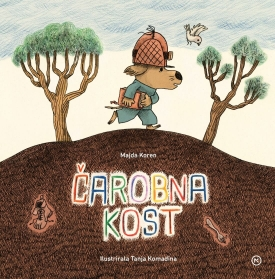 Majda Koren
ČAROBNA
KOST
Ilustrirala Tanja Komadina
M